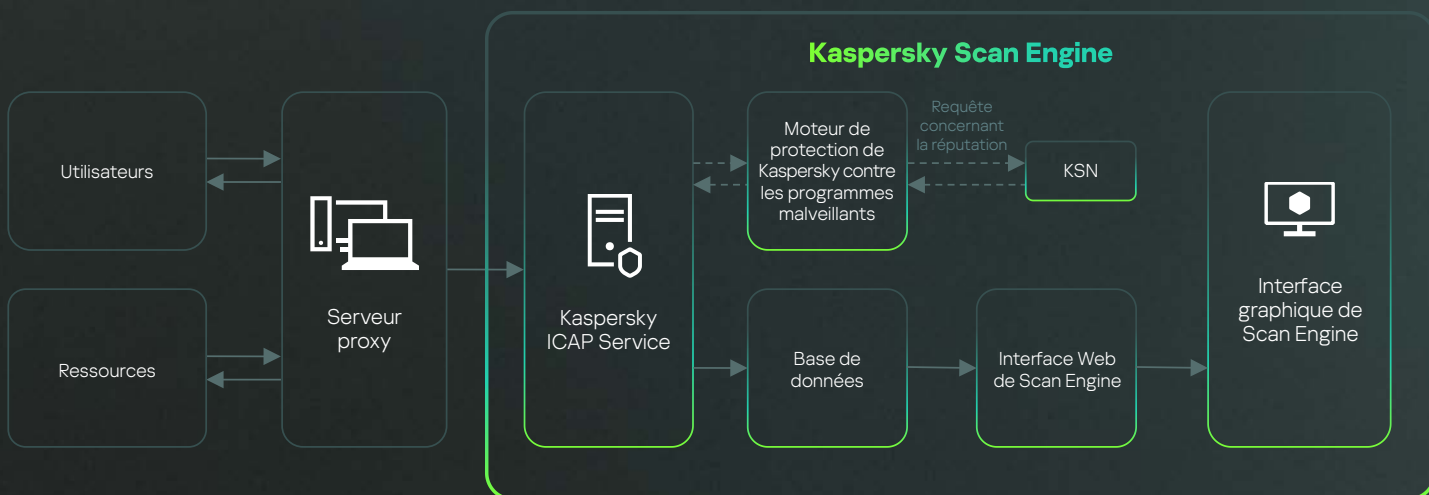 Kaspersky Scan Engine
Utilisateurs
Ressources
Serveur
proxy
Kaspersky
ICAP Service
Moteur de
protection de
Kaspersky contre
les programmes
malveillants
Requête
concernant
la réputation
KSN
Base de
données
Interface Web
de Scan Engine
Interface
graphique de
Scan Engine